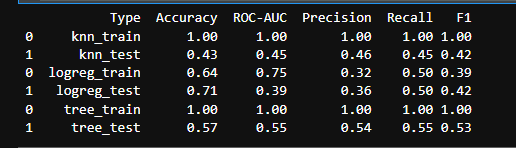 Type Accuracy ROC-AUC Precision Recall F1
0 knn_train 1.00 1.00 1.00 1.00 1.00
1 knn_test 0.43 0.45 0.46 0.45 0.42
0 logreg_train 0.64 0.75 0.32 0.50 0.39
1 logreg_test 0.71 0.39 0.36 0.50 0.42
0 tree_train 1.00 1.00 1.00 1.00 1.00
1 tree_test 0.57 0.55 0.54 0.55 0.53